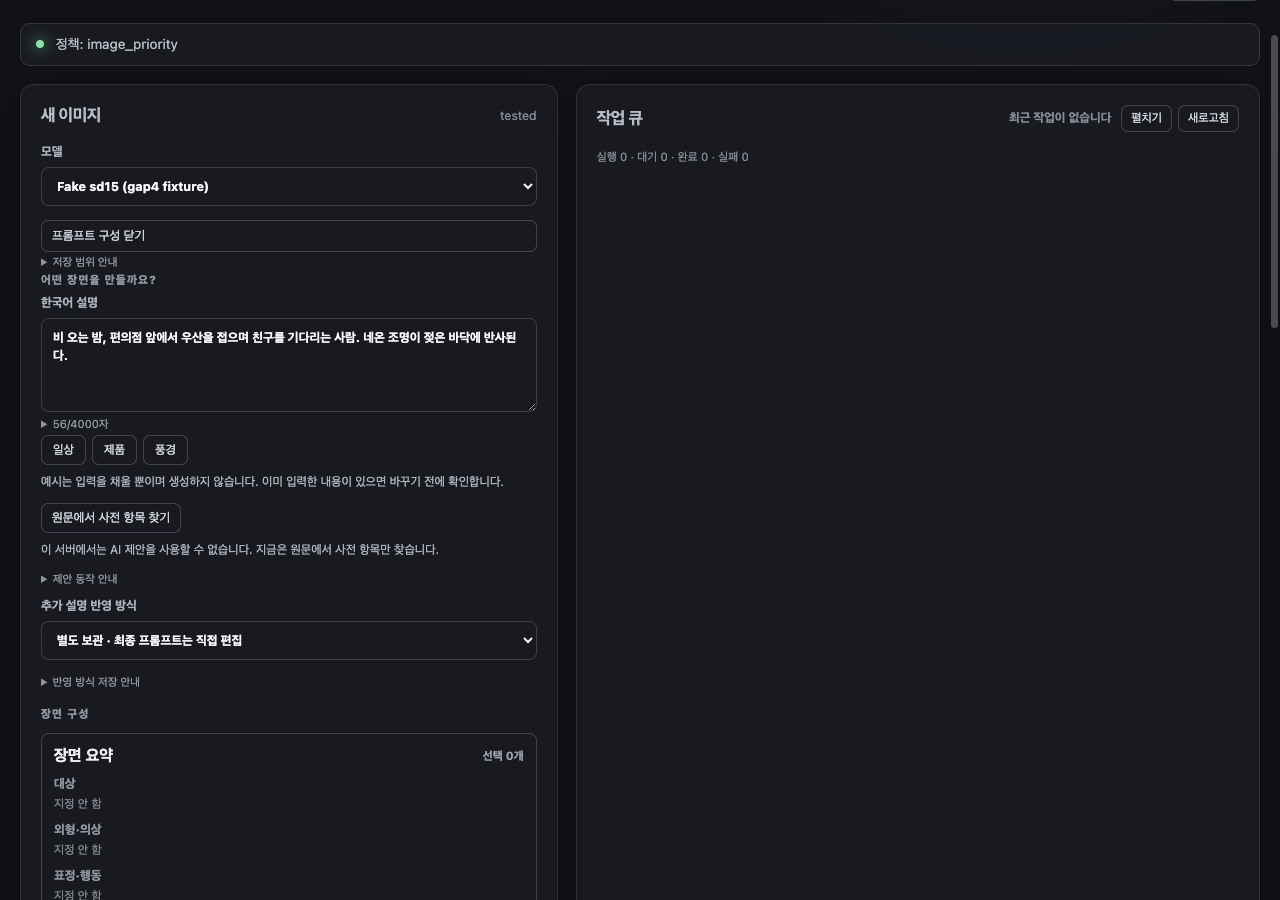 정책: image_priority
새 이미지
tested
모델
Fake sd15 (gap4 fixture)
프롬프트 구성 닫기
▶ 저장 범위 안내
어떤 장면을 만들까요?
한국어 설명
비 오는 밤, 편의점 앞에서 우산을 접으며 친구를 기다리는 사람. 네온 조명이 젖은 바닥에 반사된
다.
▶ 56/4000자
일상 제품 풍경
예시는 입력을 채울 뿐이며 생성하지 않습니다. 이미 입력한 내용이 있으면 바꾸기 전에 확인합니다.
원문에서 사전 항목 찾기
이 서버에서는 AI 제안을 사용할 수 없습니다. 지금은 원문에서 사전 항목만 찾습니다.
▶ 제안 동작 안내
추가 설명 반영 방식
별도 보관 · 최종 프롬프트는 직접 편집
▶ 반영 방식 저장 안내
장면 구성
장면 요약
선택 0개
대상
지정 안 함
외형·의상
지정 안 함
표정·행동
지정 안 함
작업 큐
최근 작업이 없습니다
펼치기
새로고침
실행 0 · 대기 0 · 완료 0 · 실패 0